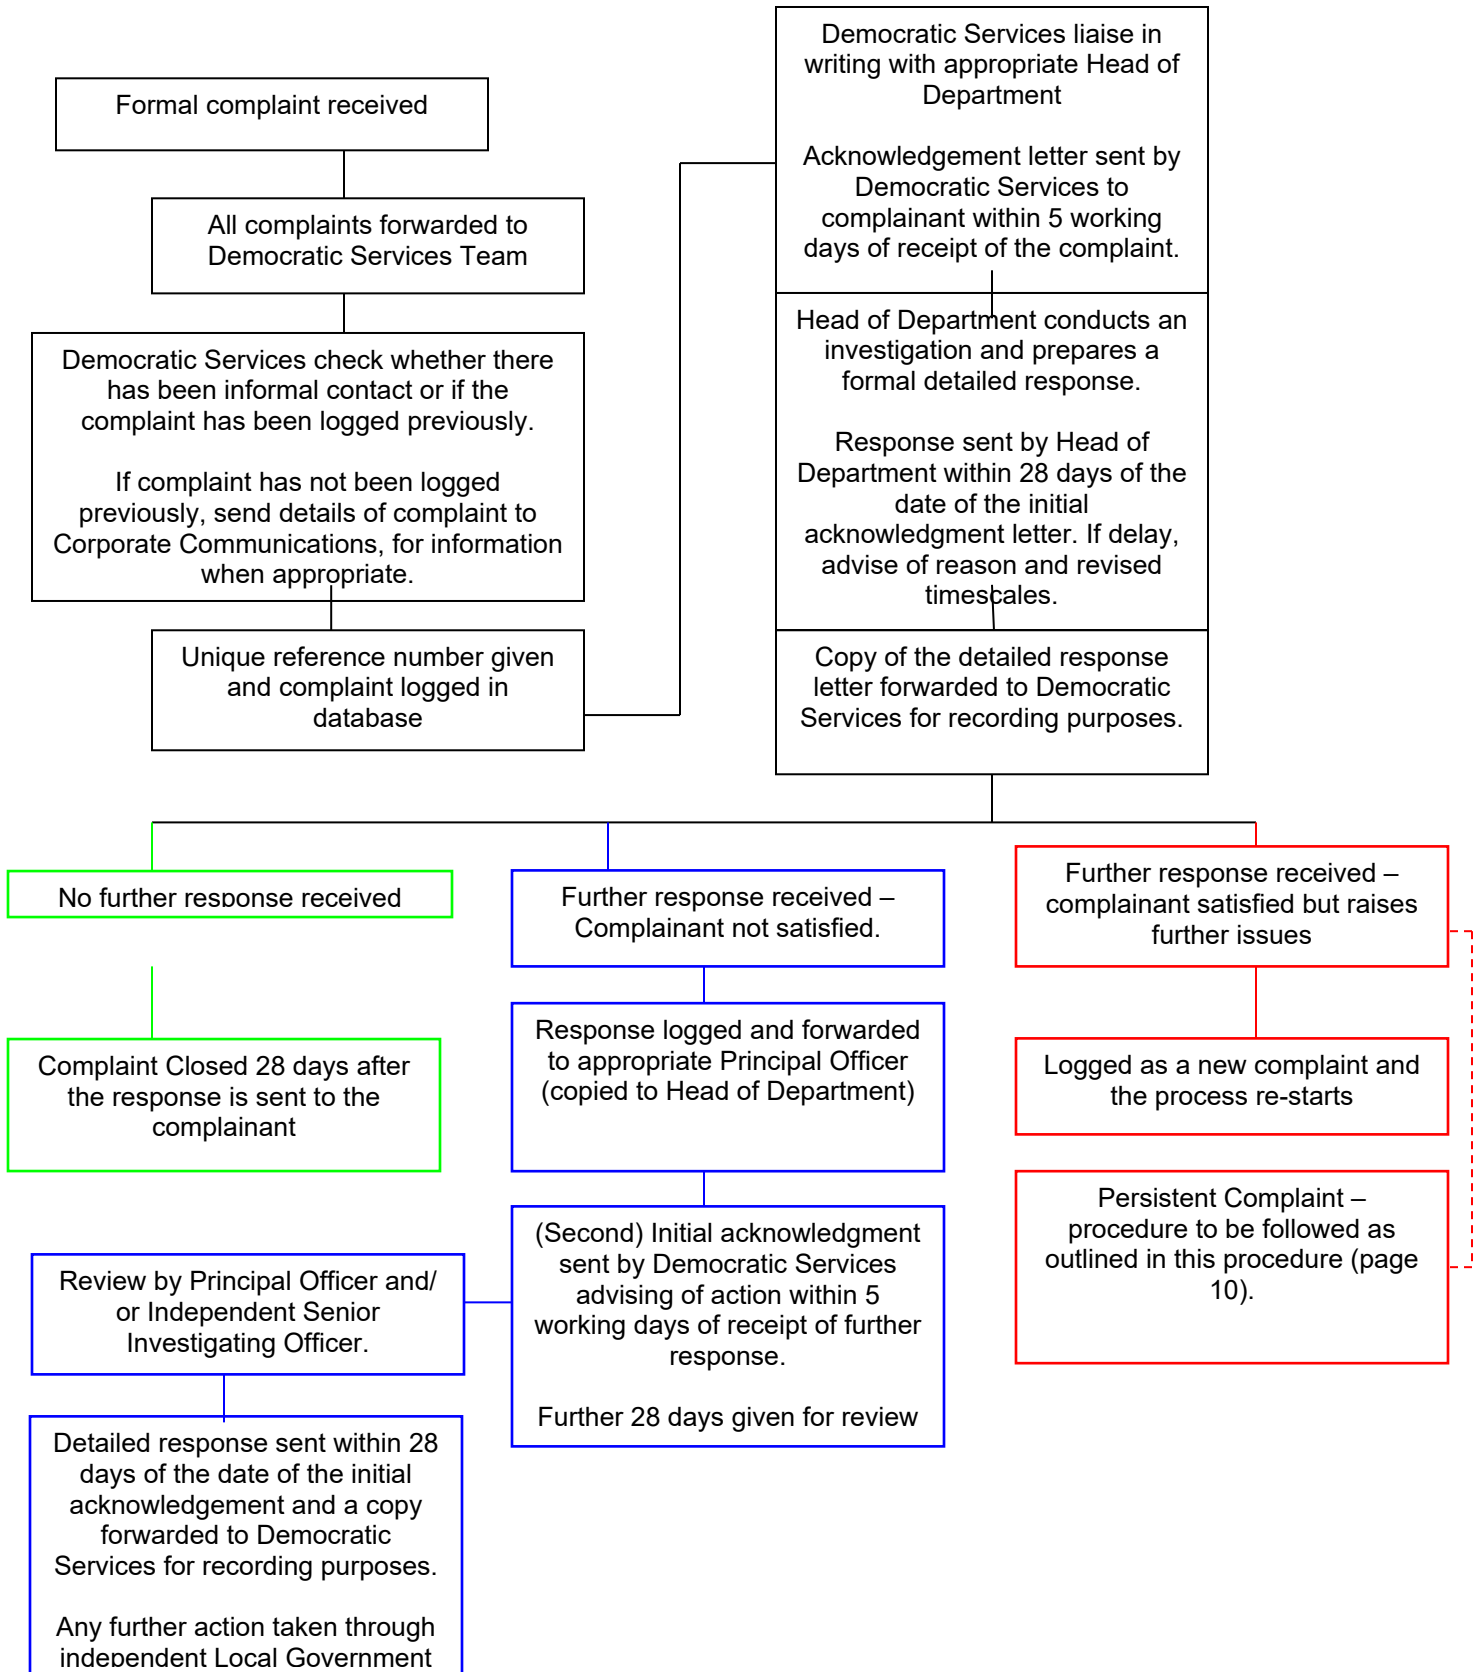 Formal complaint received
All complaints forwarded to
Democratic Services Team
Democratic Services check whether there
has been informal contact or if the
complaint has been logged previously.
If complaint has not been logged
previously, send details of complaint to
Corporate Communications, for information
when appropriate.
Unique reference number given
and complaint logged in
database
Democratic Services liaise in
writing with appropriate Head of
Department
Acknowledgement letter sent by
Democratic Services to
complainant within 5 working
days of receipt of the complaint.
Head of Department conducts an
investigation and prepares a
formal detailed response.
Response sent by Head of
Department within 28 days of the
date of the initial
acknowledgment letter. If delay,
advise of reason and revised
timescales.
Copy of the detailed response
letter forwarded to Democratic
Services for recording purposes.
No further response received
Complaint Closed 28 days after
the response is sent to the
complainant
Further response received –
Complainant not satisfied.
Response logged and forwarded
to appropriate Principal Officer
(copied to Head of Department)
(Second) Initial acknowledgment
sent by Democratic Services
advising of action within 5
working days of receipt of further
response.
Further 28 days given for review
Review by Principal Officer and/
or Independent Senior
Investigating Officer.
Detailed response sent within 28
days of the date of the initial
acknowledgement and a copy
forwarded to Democratic
Services for recording purposes.
Any further action taken through
independent Local Government
Further response received –
complainant satisfied but raises
further issues
Logged as a new complaint and
the process re-starts
Persistent Complaint –
procedure to be followed as
outlined in this procedure (page
10).